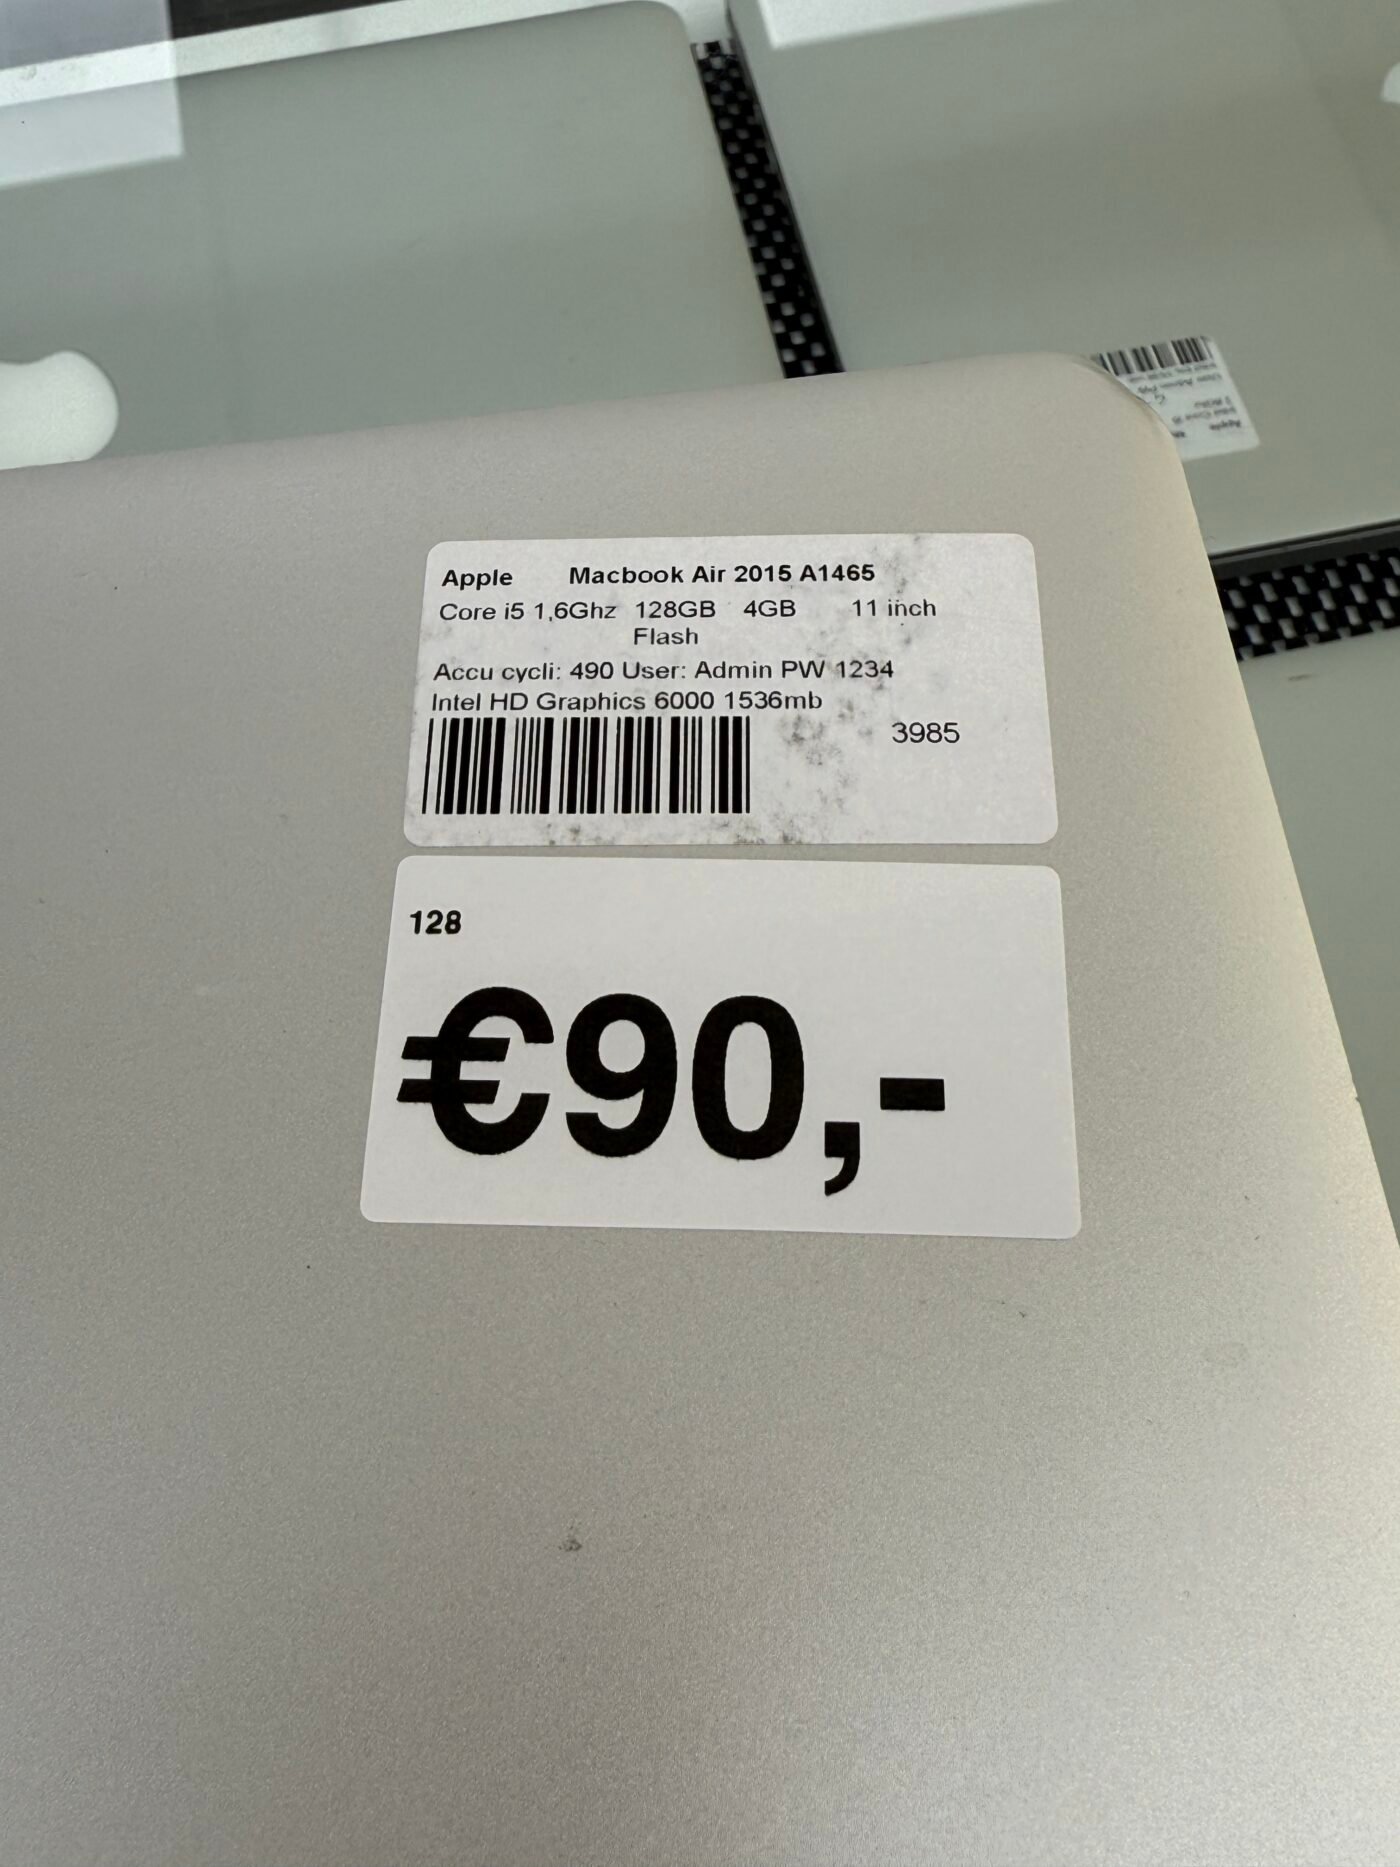 Apple Macbook Air 2015 A1465
Core i5 1,6Ghz 128GB 4GB 11 inch
Flash
Accu cycli: 490 User: Admin PW 1234
Intel HD Graphics 6000 1536mb
3985
128
€90,-
Apple